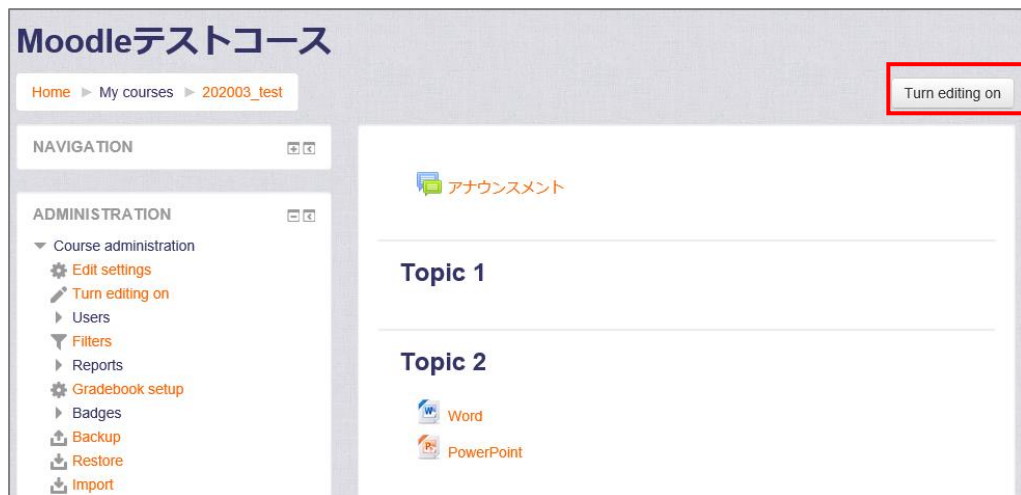 Moodleテストコース
Home ▶ My courses ▶ 202003_test
Turn editing on
NAVIGATION
ADMINISTRATION
Course administration
Edit settings
Turn editing on
Users
Filters
Reports
Gradebook setup
Badges
Backup
Restore
Import
アナウンスメント
Topic 1
Topic 2
Word
PowerPoint